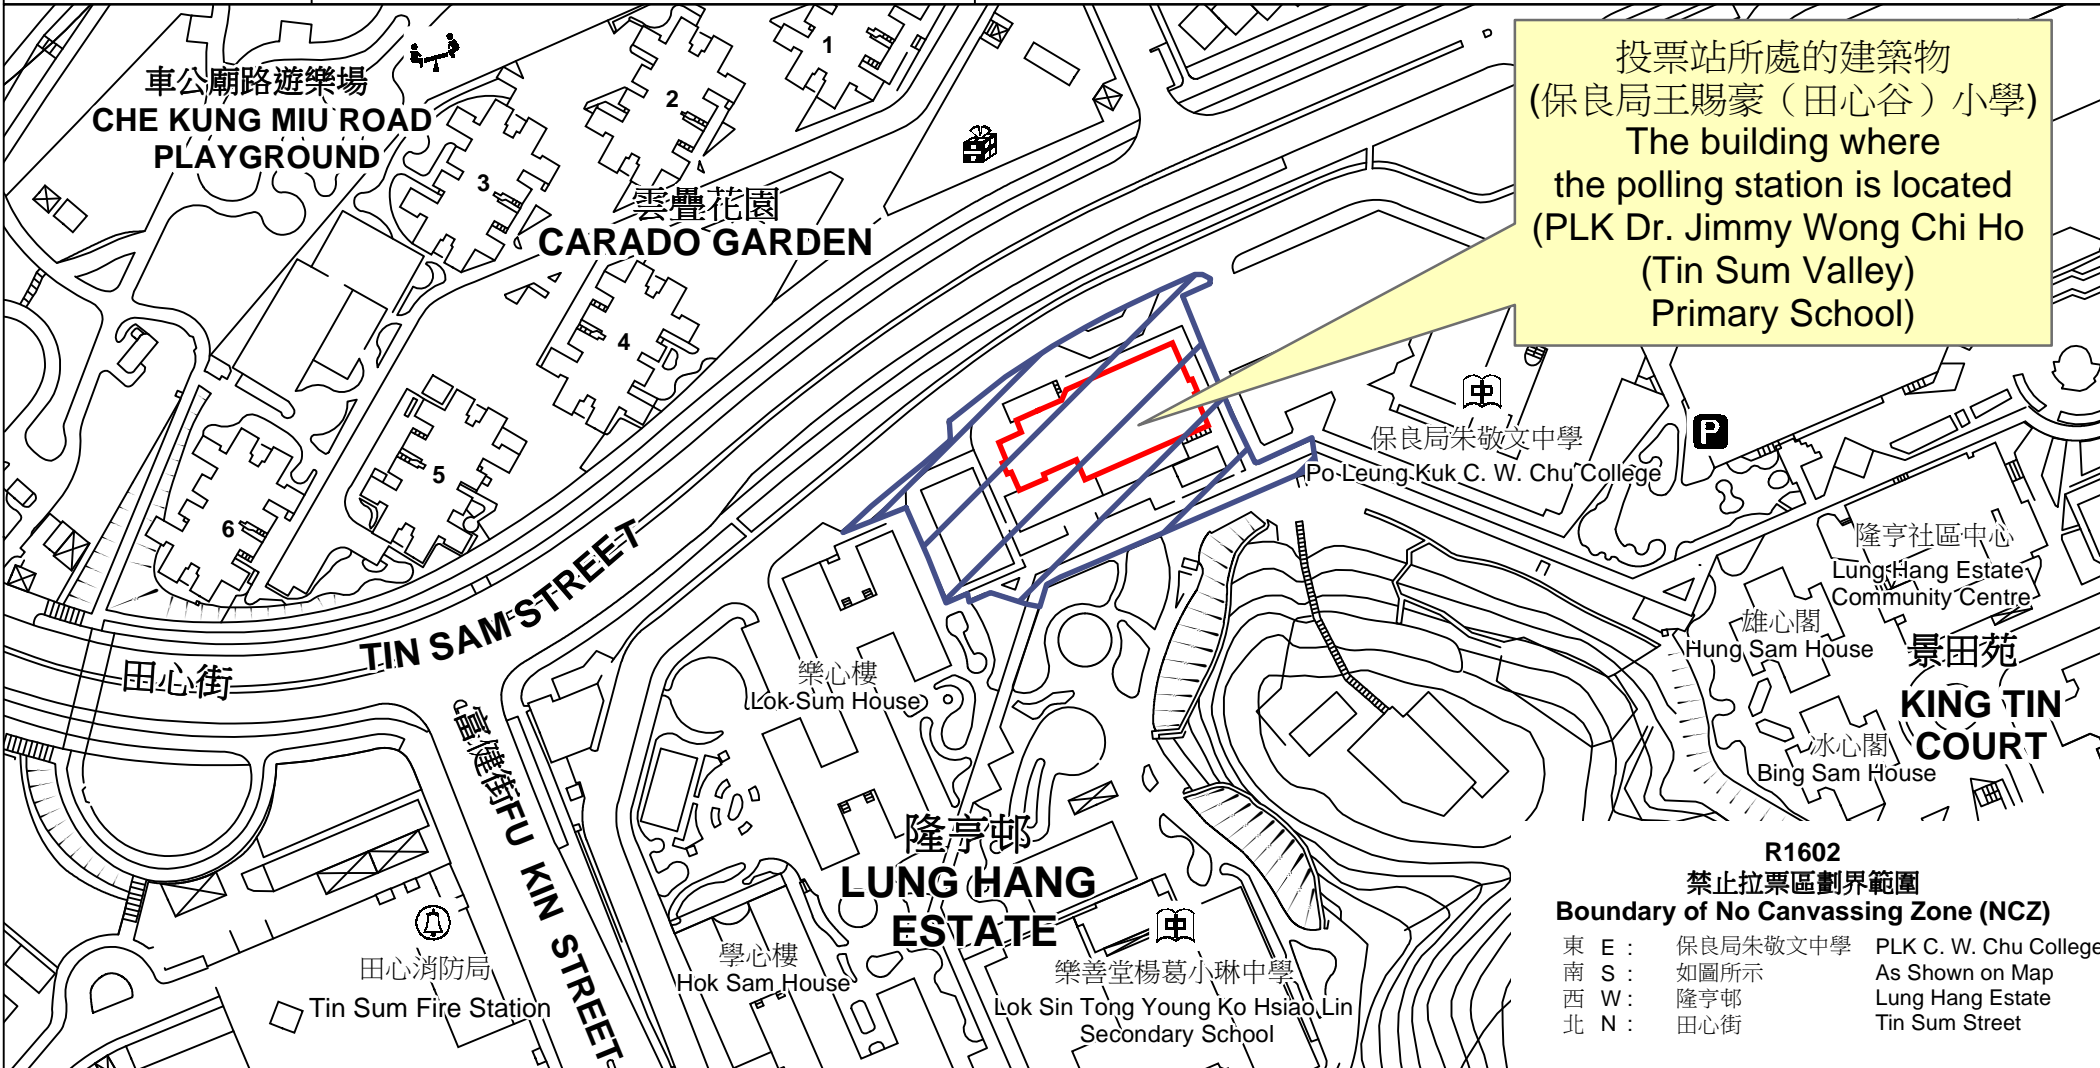 車公廟路遊樂場
CHE KUNG MIU ROAD
PLAYGROUND
1
2
3
4
5
6
雲疊花園
CARADO GARDEN
投票站所處的建築物
(保良局王賜豪（田心谷）小學)
The building where
the polling station is located
(PLK Dr. Jimmy Wong Chi Ho
(Tin Sum Valley)
Primary School)
保良局朱敬文中學
Po Leung Kuk C. W. Chu College
中
P
隆亨社區中心
Lung Hang Estate
Community Centre
雄心閣
Hung Sam House
景田苑
KING TIN
COURT
冰心閣
Bing Sam House
TIN SAM STREET
田心街
富健街 FU KIN STREET
樂心樓
Lok Sum House
隆亨邨
LUNG HANG
ESTATE
學心樓
Hok Sam House
中
樂善堂楊葛小琳中學
Lok Sin Tong Young Ko Hsiao Lin
Secondary School
田心消防局
Tin Sum Fire Station
R1602
禁止拉票區劃界範圍
Boundary of No Canvassing Zone (NCZ)
東 E : 保良局朱敬文中學 PLK C. W. Chu College
南 S : 如圖所示 As Shown on Map
西 W : 隆亨邨 Lung Hang Estate
北 N : 田心街 Tin Sum Street